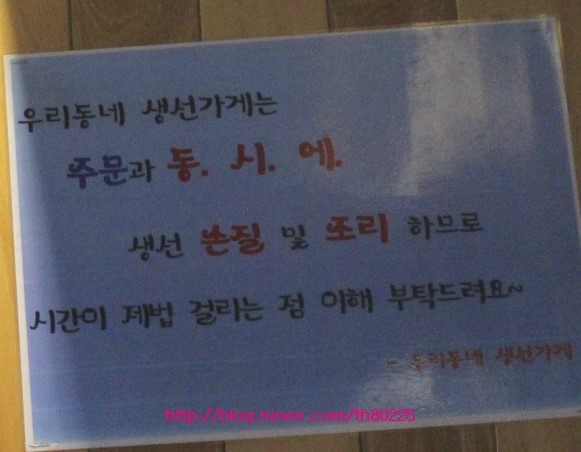 우리동네 생선가게는
주문과 동. 시. 에.
생선 손질 및 조리 하므로
시간이 제법 걸리는 점 이해 부탁드려요~
- 우리동네 생선가게
http://blog.naver.com/th80225